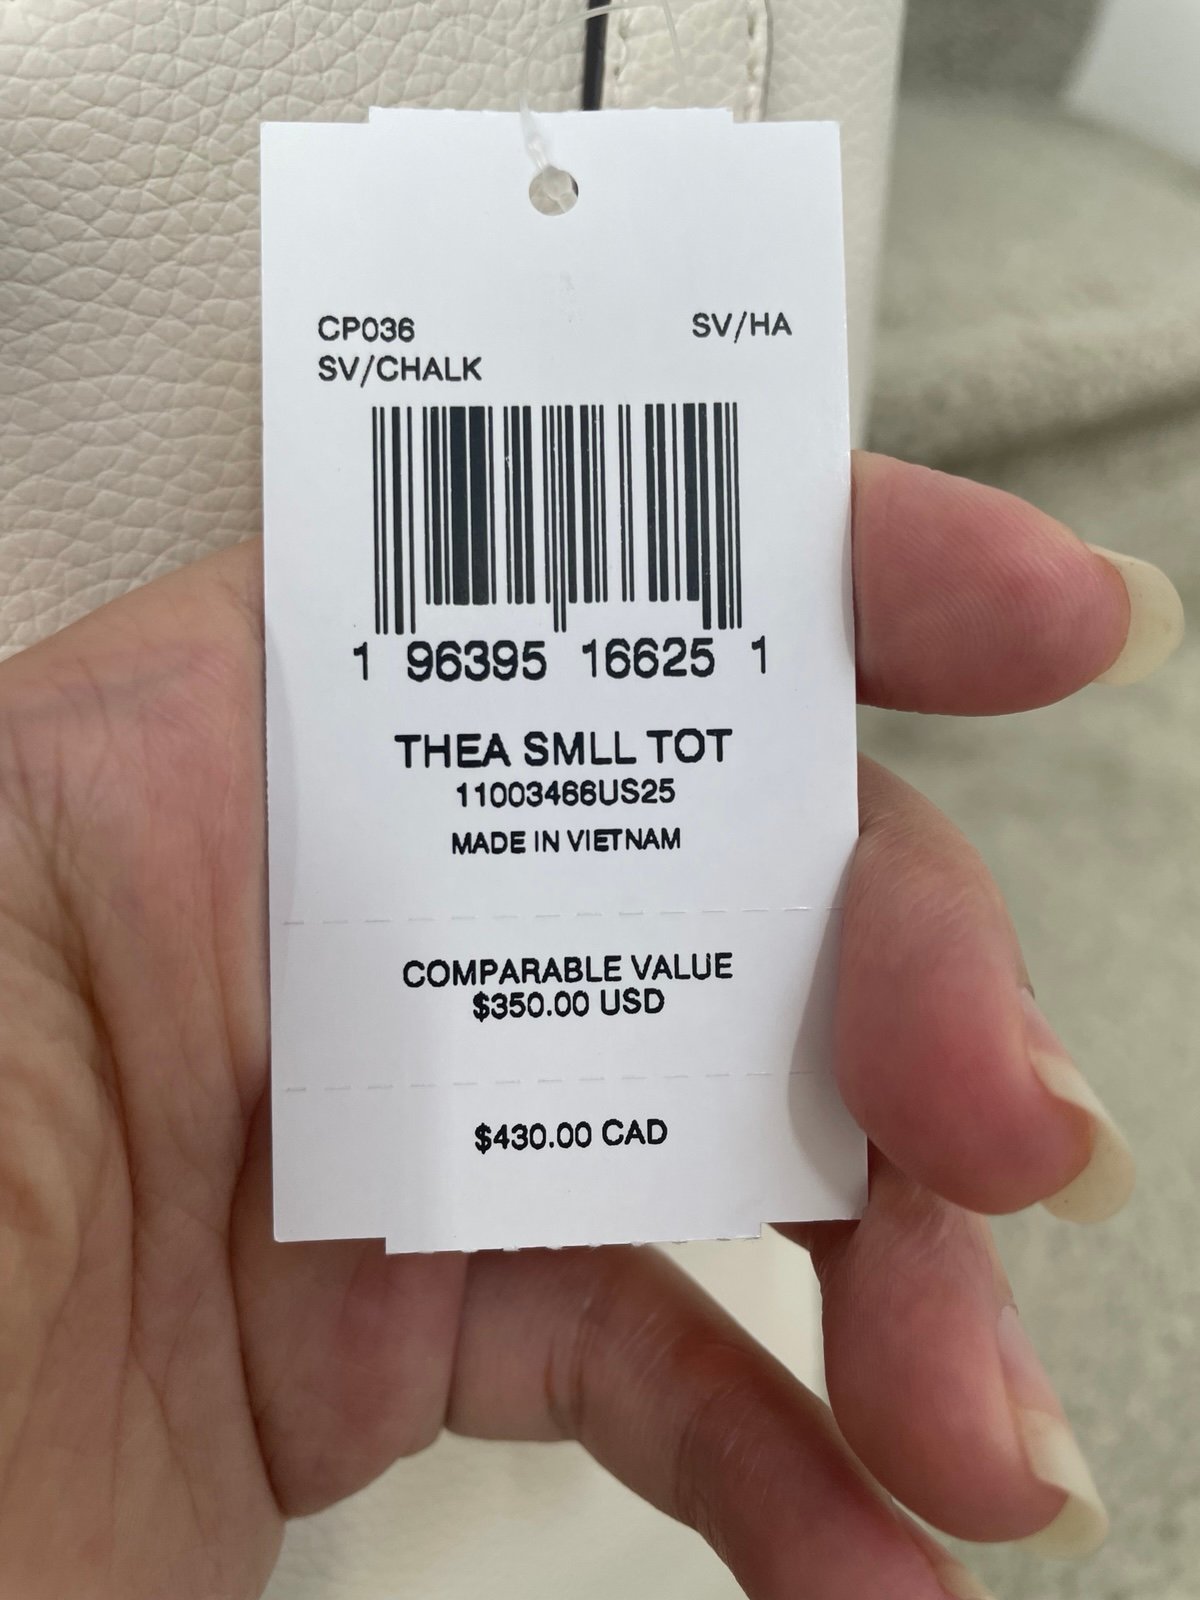 CP036 SV/HA
SV/CHALK
1 96395 16625 1
THEA SMLL TOT
11003466US25
MADE IN VIETNAM
COMPARABLE VALUE
$350.00 USD
$430.00 CAD